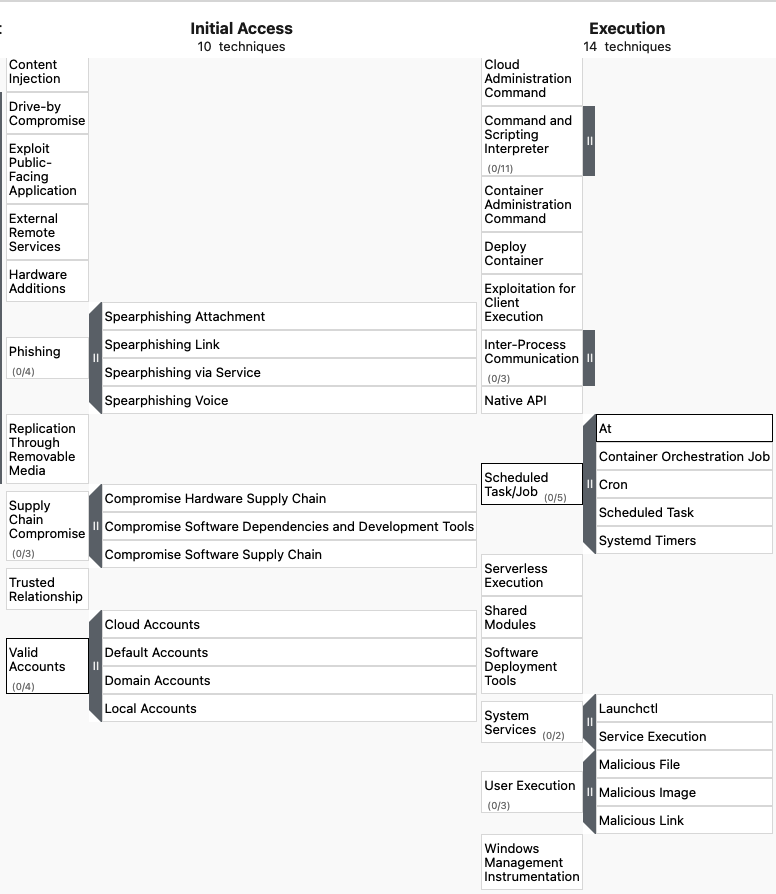 Initial Access
10 techniques
Content
Injection
Drive-by
Compromise
Exploit
Public-
Facing
Application
External
Remote
Services
Hardware
Additions
Phishing
(0/4)
Spearphishing Attachment
Spearphishing Link
Spearphishing via Service
Spearphishing Voice
Replication
Through
Removable
Media
Supply
Chain
Compromise
(0/3)
Compromise Hardware Supply Chain
Compromise Software Dependencies and Development Tools
Compromise Software Supply Chain
Trusted
Relationship
Valid
Accounts
(0/4)
Cloud Accounts
Default Accounts
Domain Accounts
Local Accounts
Execution
14 techniques
Cloud
Administration
Command
Command and
Scripting
Interpreter
(0/11)
Container
Administration
Command
Deploy
Container
Exploitation for
Client
Execution
Inter-Process
Communication
(0/3)
Native API
Scheduled
Task/Job (0/5)
At
Container Orchestration Job
Cron
Scheduled Task
Systemd Timers
Serverless
Execution
Shared
Modules
Software
Deployment
Tools
System
Services (0/2)
Launchctl
Service Execution
User Execution
(0/3)
Malicious File
Malicious Image
Malicious Link
Windows
Management
Instrumentation